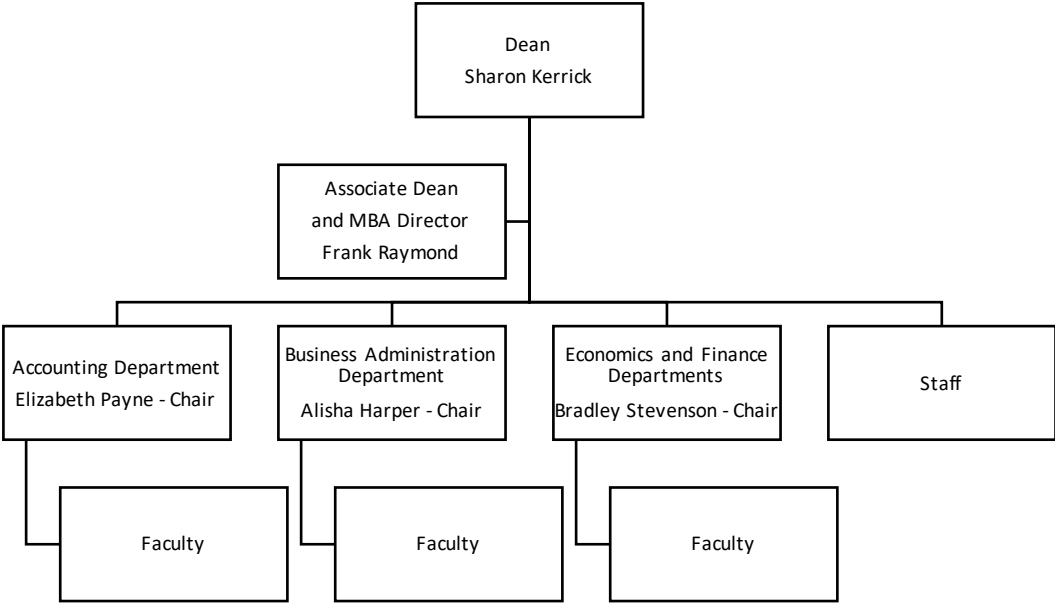 Dean
Sharon Kerrick
Associate Dean
and MBA Director
Frank Raymond
Accounting Department
Elizabeth Payne - Chair
Business Administration
Department
Alisha Harper - Chair
Economics and Finance
Departments
Bradley Stevenson - Chair
Staff
Faculty
Faculty
Faculty